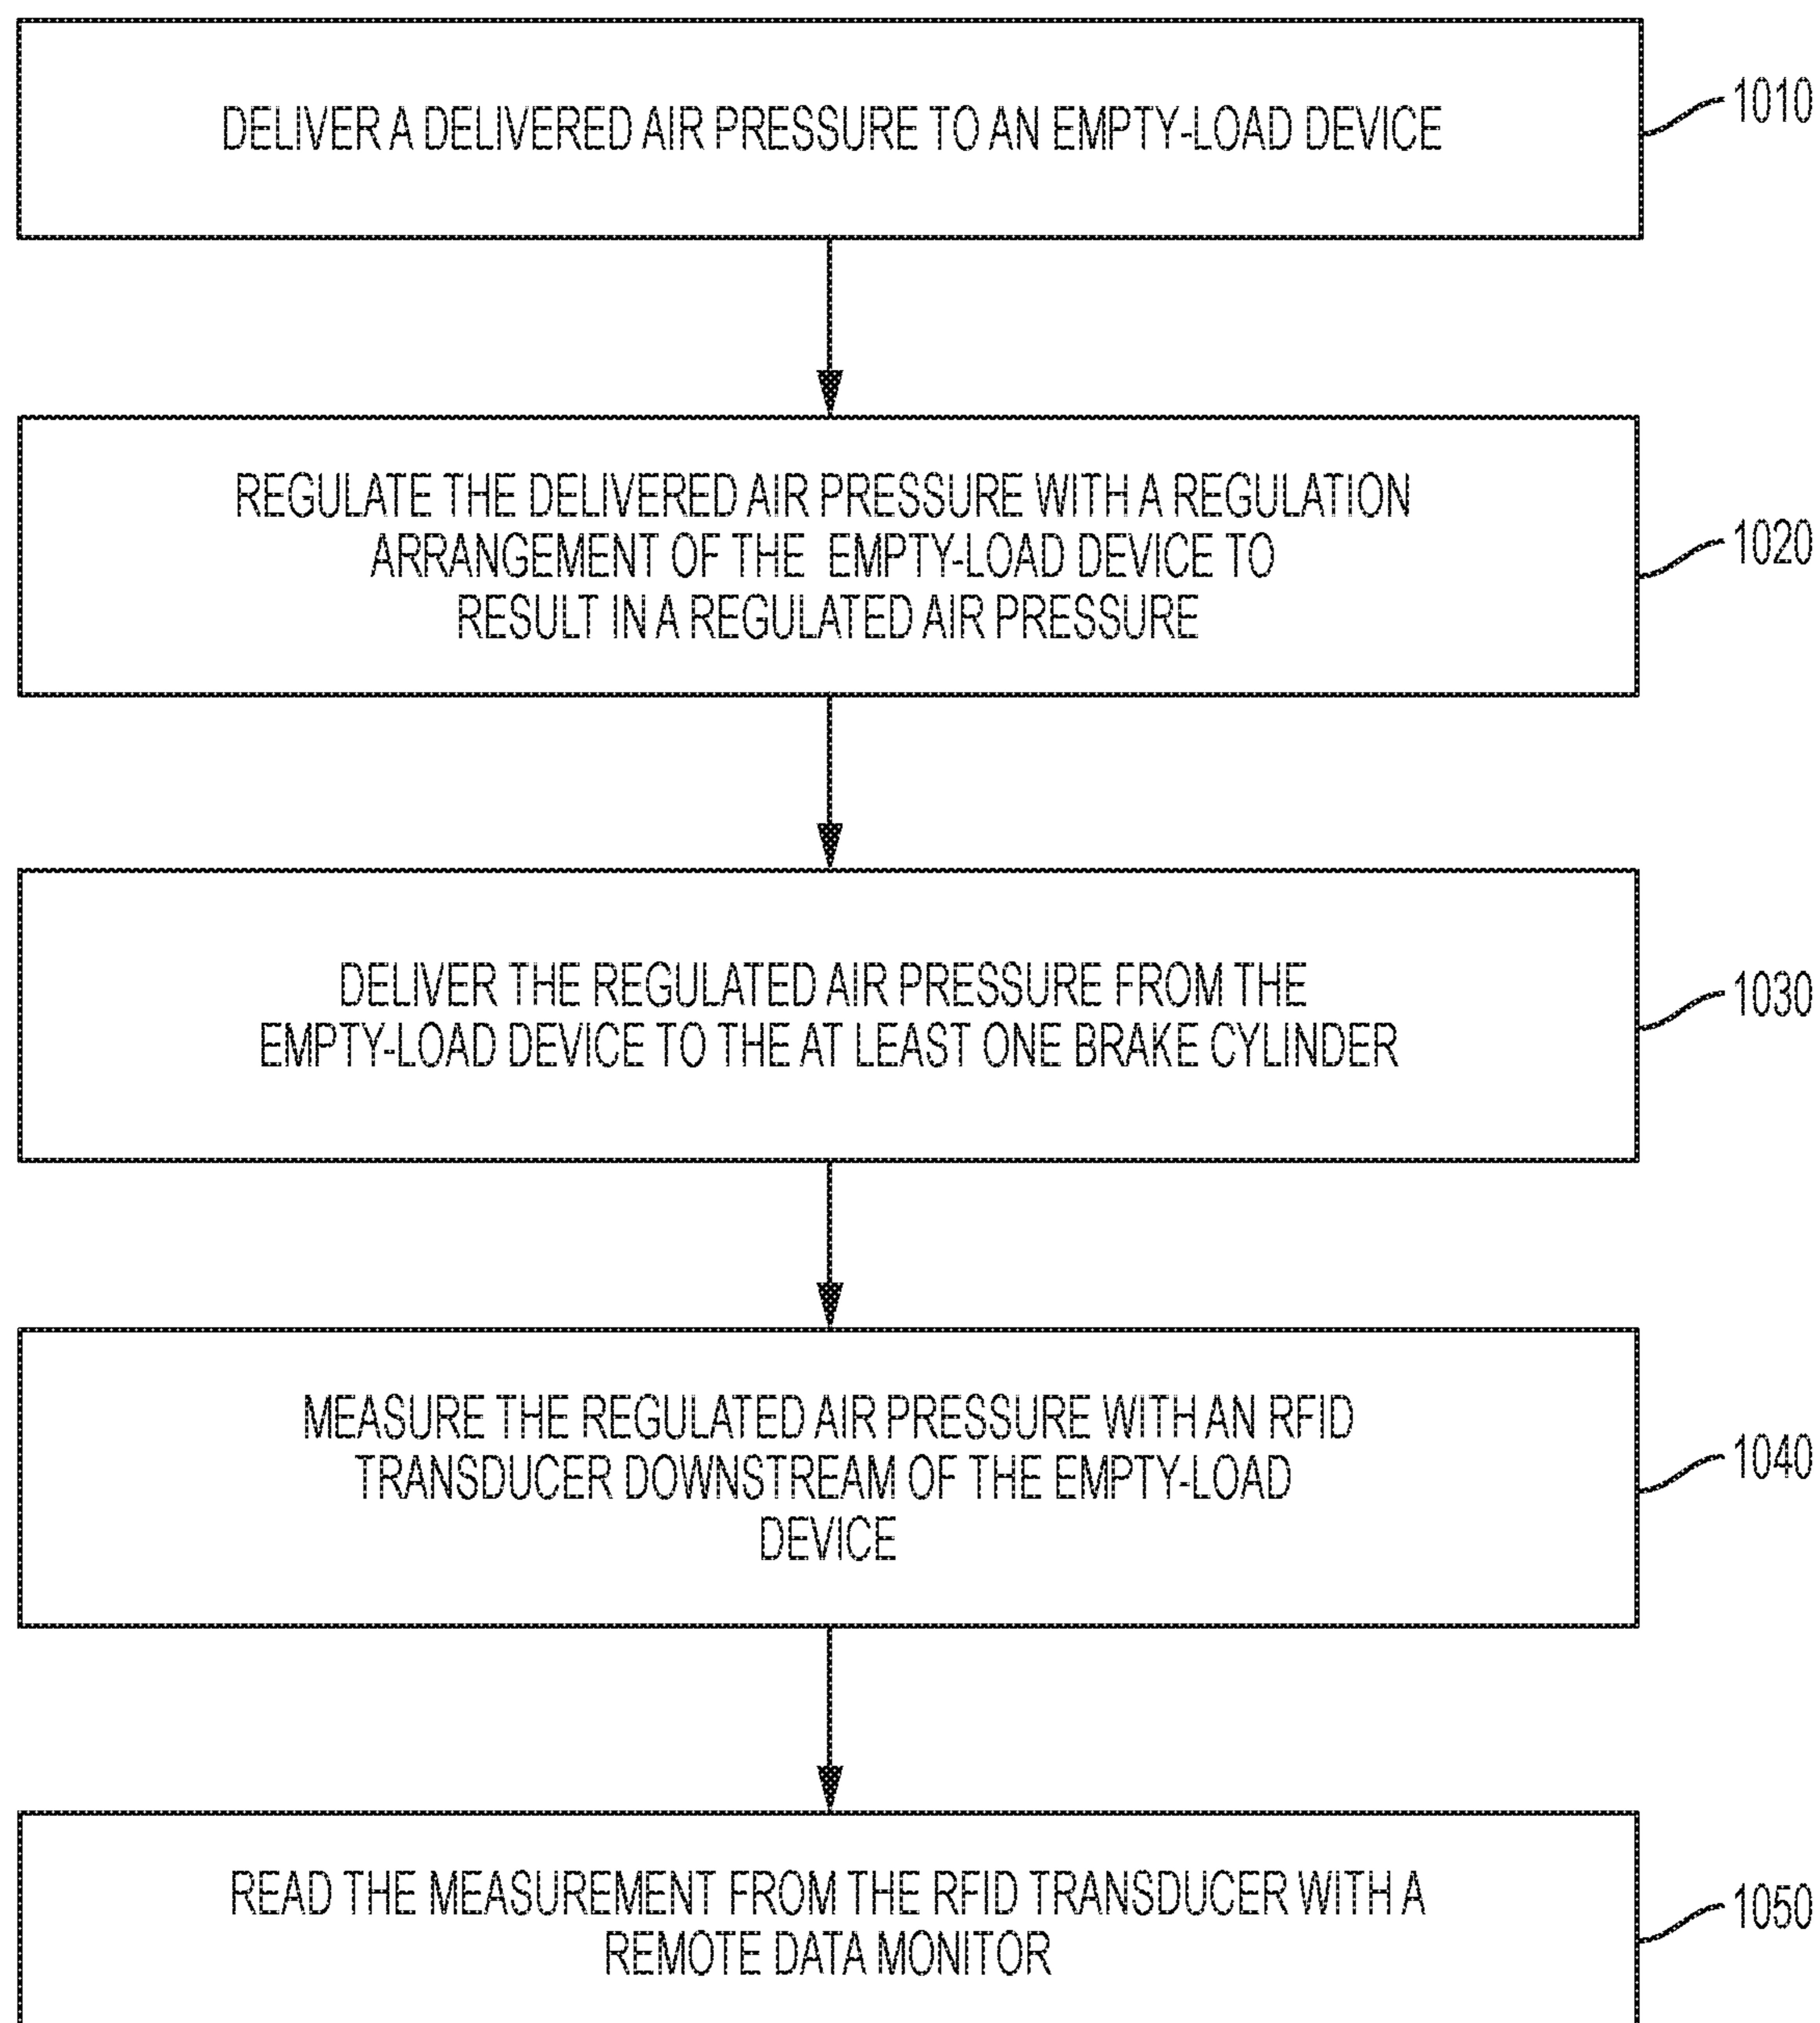 DELIVER A DELIVERED AIR PRESSURE TO AN EMPTY-LOAD DEVICE
1010
REGULATE THE DELIVERED AIR PRESSURE WITH A REGULATION
ARRANGEMENT OF THE EMPTY-LOAD DEVICE TO
RESULT IN A REGULATED AIR PRESSURE
1020
DELIVER THE REGULATED AIR PRESSURE FROM THE
EMPTY-LOAD DEVICE TO THE AT LEAST ONE BRAKE CYLINDER
1030
MEASURE THE REGULATED AIR PRESSURE WITH AN RFID
TRANSDUCER DOWNSTREAM OF THE EMPTY-LOAD
DEVICE
1040
READ THE MEASUREMENT FROM THE RFID TRANSDUCER WITH A
REMOTE DATA MONITOR
1050